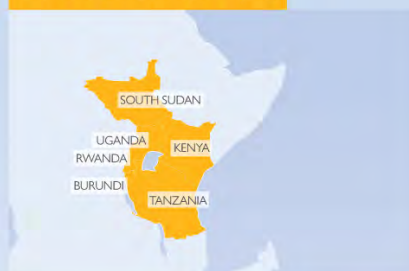 SOUTH SUDAN
UGANDA
KENYA
RWANDA
BURUNDI
TANZANIA